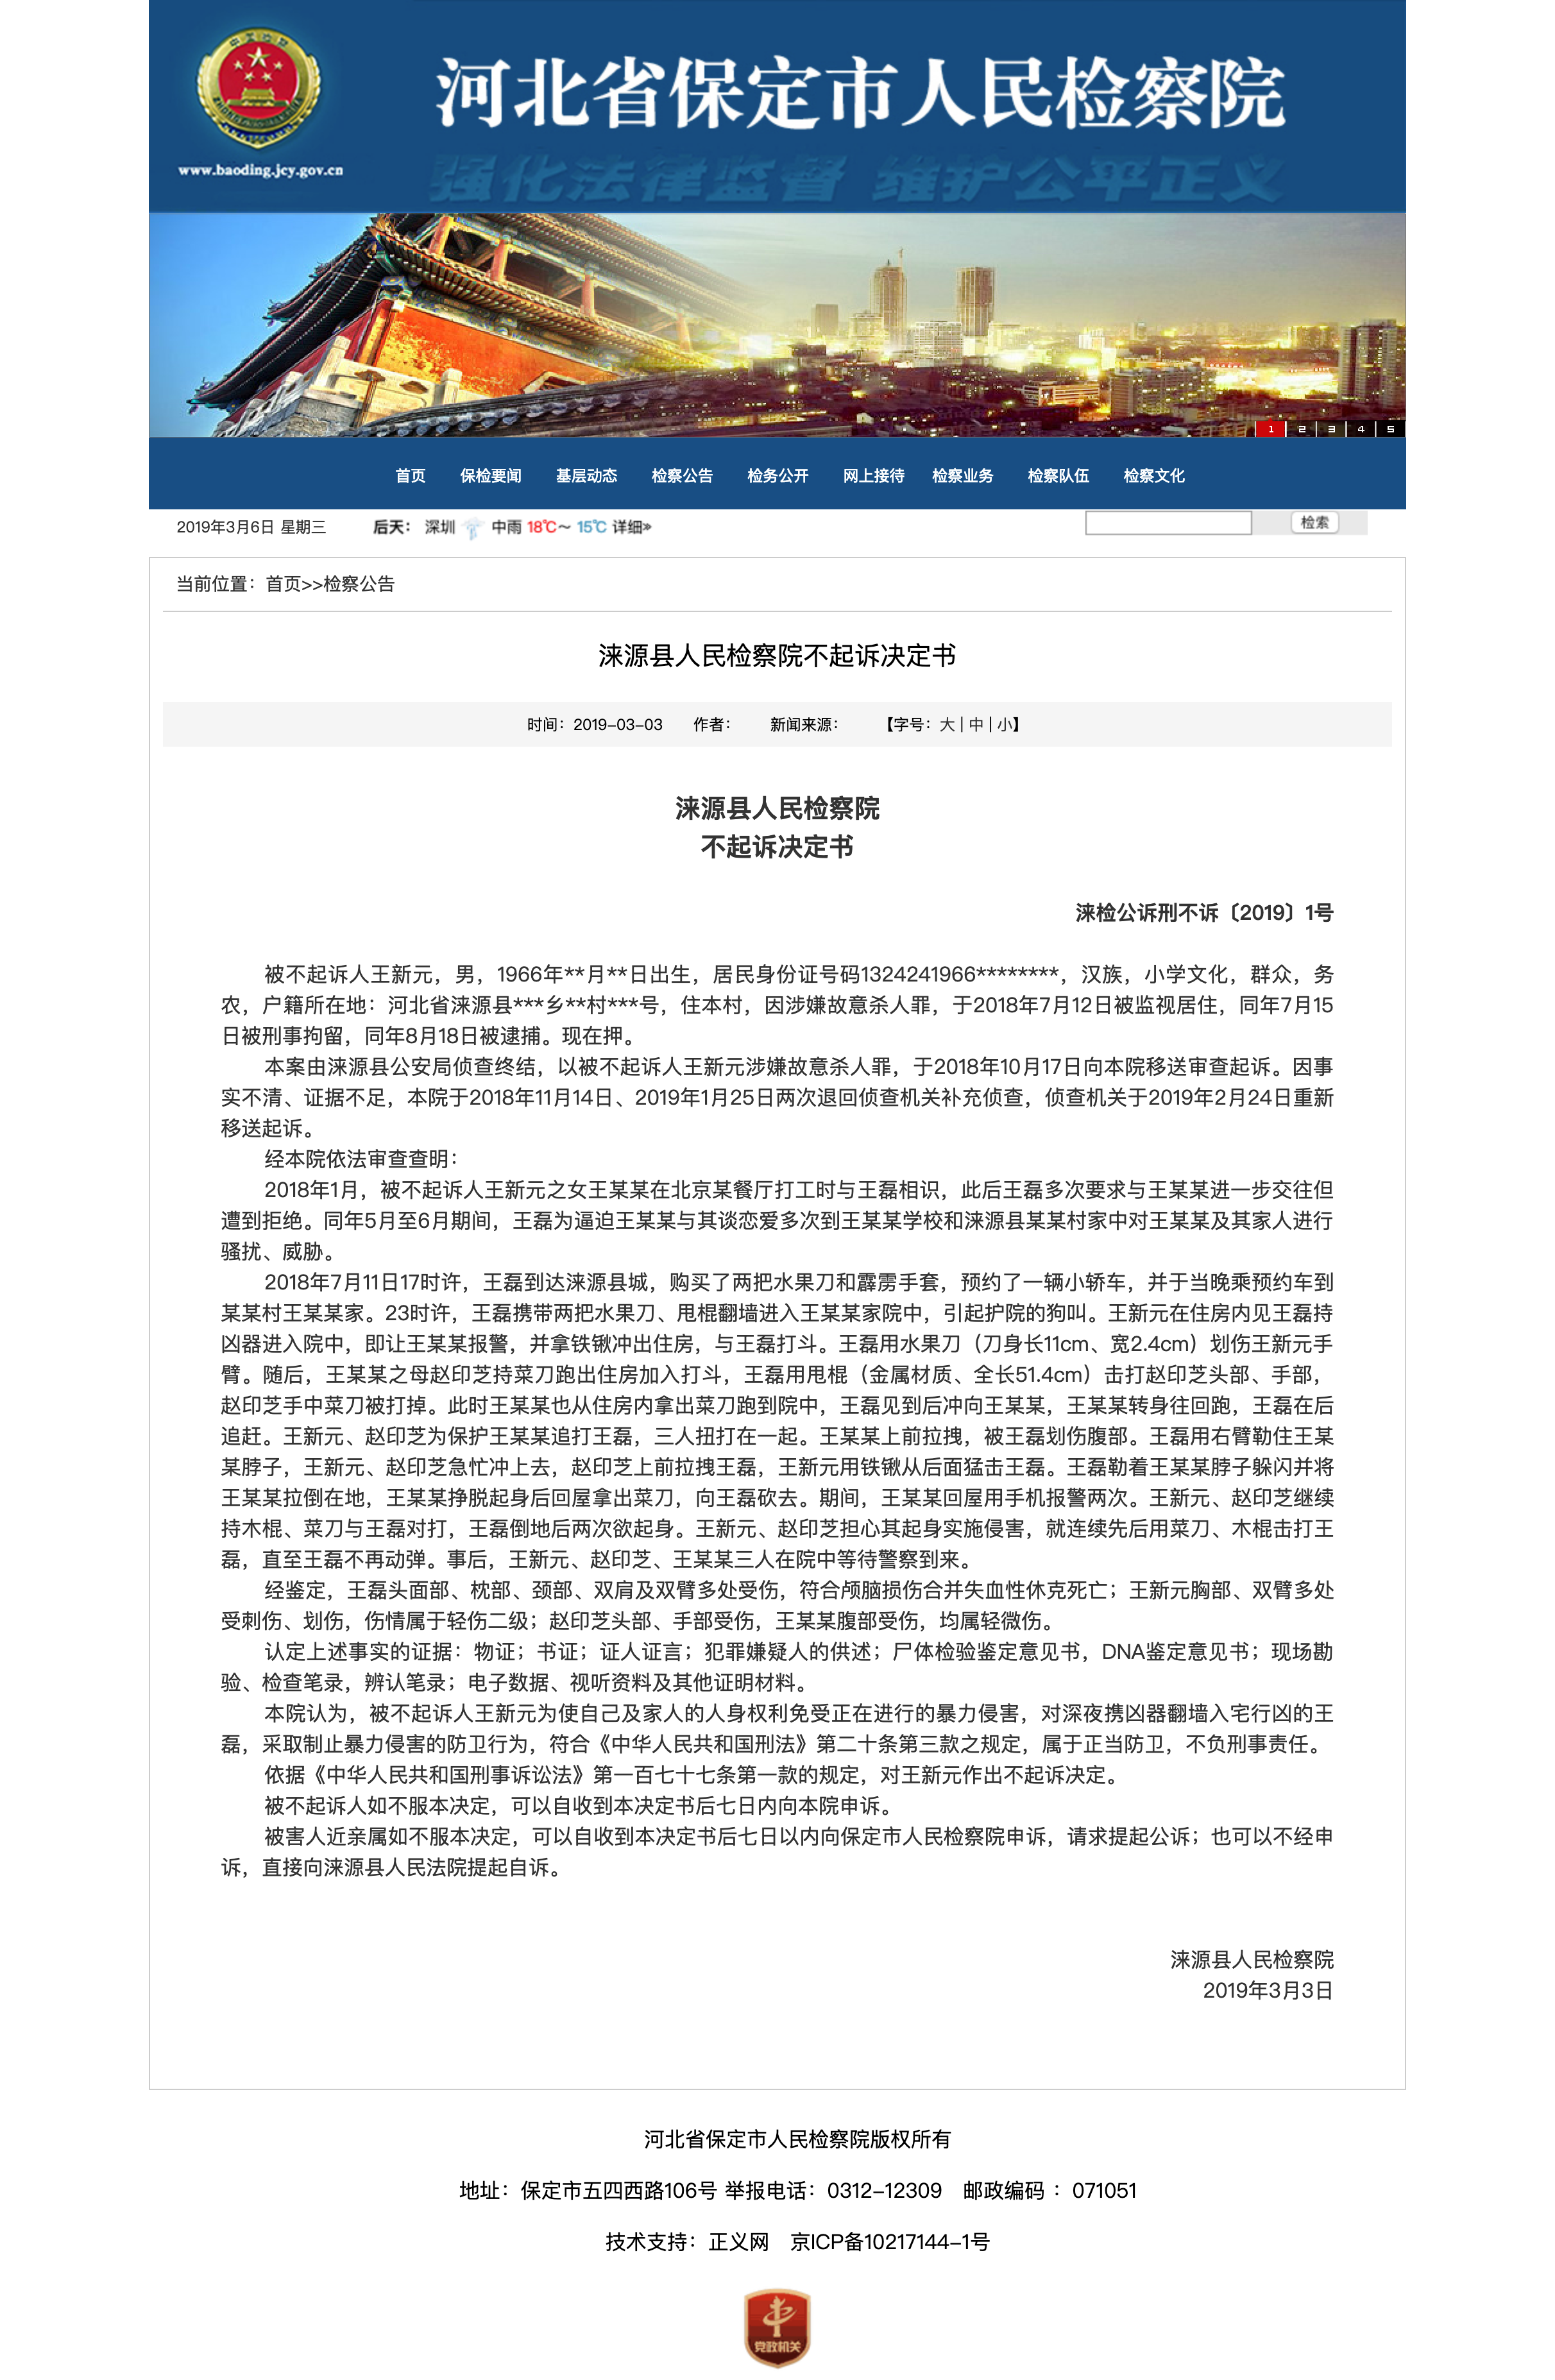 河北省保定市人民检察院
www.baoding.jcy.gov.cn
强化法律监督 维护公平正义
1 2 3 4 5
首页 保检要闻 基层动态 检察公告 检务公开 网上接待 检察业务 检察队伍 检察文化
2019年3月6日 星期三 后天： 深圳 中雨 18℃～ 15℃ 详细» 检索
当前位置：首页>>检察公告
涞源县人民检察院不起诉决定书
时间：2019-03-03 作者： 新闻来源： 【字号：大 | 中 | 小】
涞源县人民检察院
不起诉决定书
涞检公诉刑不诉〔2019〕1号
被不起诉人王新元，男，1966年**月**日出生，居民身份证号码1324241966********，汉族，小学文化，群众，务
农，户籍所在地：河北省涞源县***乡**村***号，住本村，因涉嫌故意杀人罪，于2018年7月12日被监视居住，同年7月15
日被刑事拘留，同年8月18日被逮捕。现在押。
本案由涞源县公安局侦查终结，以被不起诉人王新元涉嫌故意杀人罪，于2018年10月17日向本院移送审查起诉。因事
实不清、证据不足，本院于2018年11月14日、2019年1月25日两次退回侦查机关补充侦查，侦查机关于2019年2月24日重新
移送起诉。
经本院依法审查查明：
2018年1月，被不起诉人王新元之女王某某在北京某餐厅打工时与王磊相识，此后王磊多次要求与王某某进一步交往但
遭到拒绝。同年5月至6月期间，王磊为逼迫王某某与其谈恋爱多次到王某某学校和涞源县某某村家中对王某某及其家人进行
骚扰、威胁。
2018年7月11日17时许，王磊到达涞源县城，购买了两把水果刀和霹雳手套，预约了一辆小轿车，并于当晚乘预约车到
某某村王某某家。23时许，王磊携带两把水果刀、甩棍翻墙进入王某某家院中，引起护院的狗叫。王新元在住房内见王磊持
凶器进入院中，即让王某某报警，并拿铁锹冲出住房，与王磊打斗。王磊用水果刀（刀身长11cm、宽2.4cm）划伤王新元手
臂。随后，王某某之母赵印芝持菜刀跑出住房加入打斗，王磊用甩棍（金属材质、全长51.4cm）击打赵印芝头部、手部，
赵印芝手中菜刀被打掉。此时王某某也从住房内拿出菜刀跑到院中，王磊见到后冲向王某某，王某某转身往回跑，王磊在后
追赶。王新元、赵印芝为保护王某某追打王磊，三人扭打在一起。王某某上前拉拽，被王磊划伤腹部。王磊用右臂勒住王某
某脖子，王新元、赵印芝急忙冲上去，赵印芝上前拉拽王磊，王新元用铁锹从后面猛击王磊。王磊勒着王某某脖子躲闪并将
王某某拉倒在地，王某某挣脱起身后回屋拿出菜刀，向王磊砍去。期间，王某某回屋用手机报警两次。王新元、赵印芝继续
持木棍、菜刀与王磊对打，王磊倒地后两次欲起身。王新元、赵印芝担心其起身实施侵害，就连续先后用菜刀、木棍击打王
磊，直至王磊不再动弹。事后，王新元、赵印芝、王某某三人在院中等待警察到来。
经鉴定，王磊头面部、枕部、颈部、双肩及双臂多处受伤，符合颅脑损伤合并失血性休克死亡；王新元胸部、双臂多处
受刺伤、划伤，伤情属于轻伤二级；赵印芝头部、手部受伤，王某某腹部受伤，均属轻微伤。
认定上述事实的证据：物证；书证；证人证言；犯罪嫌疑人的供述；尸体检验鉴定意见书，DNA鉴定意见书；现场勘
验、检查笔录，辨认笔录；电子数据、视听资料及其他证明材料。
本院认为，被不起诉人王新元为使自己及家人的人身权利免受正在进行的暴力侵害，对深夜携凶器翻墙入宅行凶的王
磊，采取制止暴力侵害的防卫行为，符合《中华人民共和国刑法》第二十条第三款之规定，属于正当防卫，不负刑事责任。
依据《中华人民共和国刑事诉讼法》第一百七十七条第一款的规定，对王新元作出不起诉决定。
被不起诉人如不服本决定，可以自收到本决定书后七日内向本院申诉。
被害人近亲属如不服本决定，可以自收到本决定书后七日以内向保定市人民检察院申诉，请求提起公诉；也可以不经申
诉，直接向涞源县人民法院提起自诉。
涞源县人民检察院
2019年3月3日
河北省保定市人民检察院版权所有
地址：保定市五四西路106号 举报电话：0312-12309 邮政编码 ：071051
技术支持：正义网 京ICP备10217144-1号
党政机关